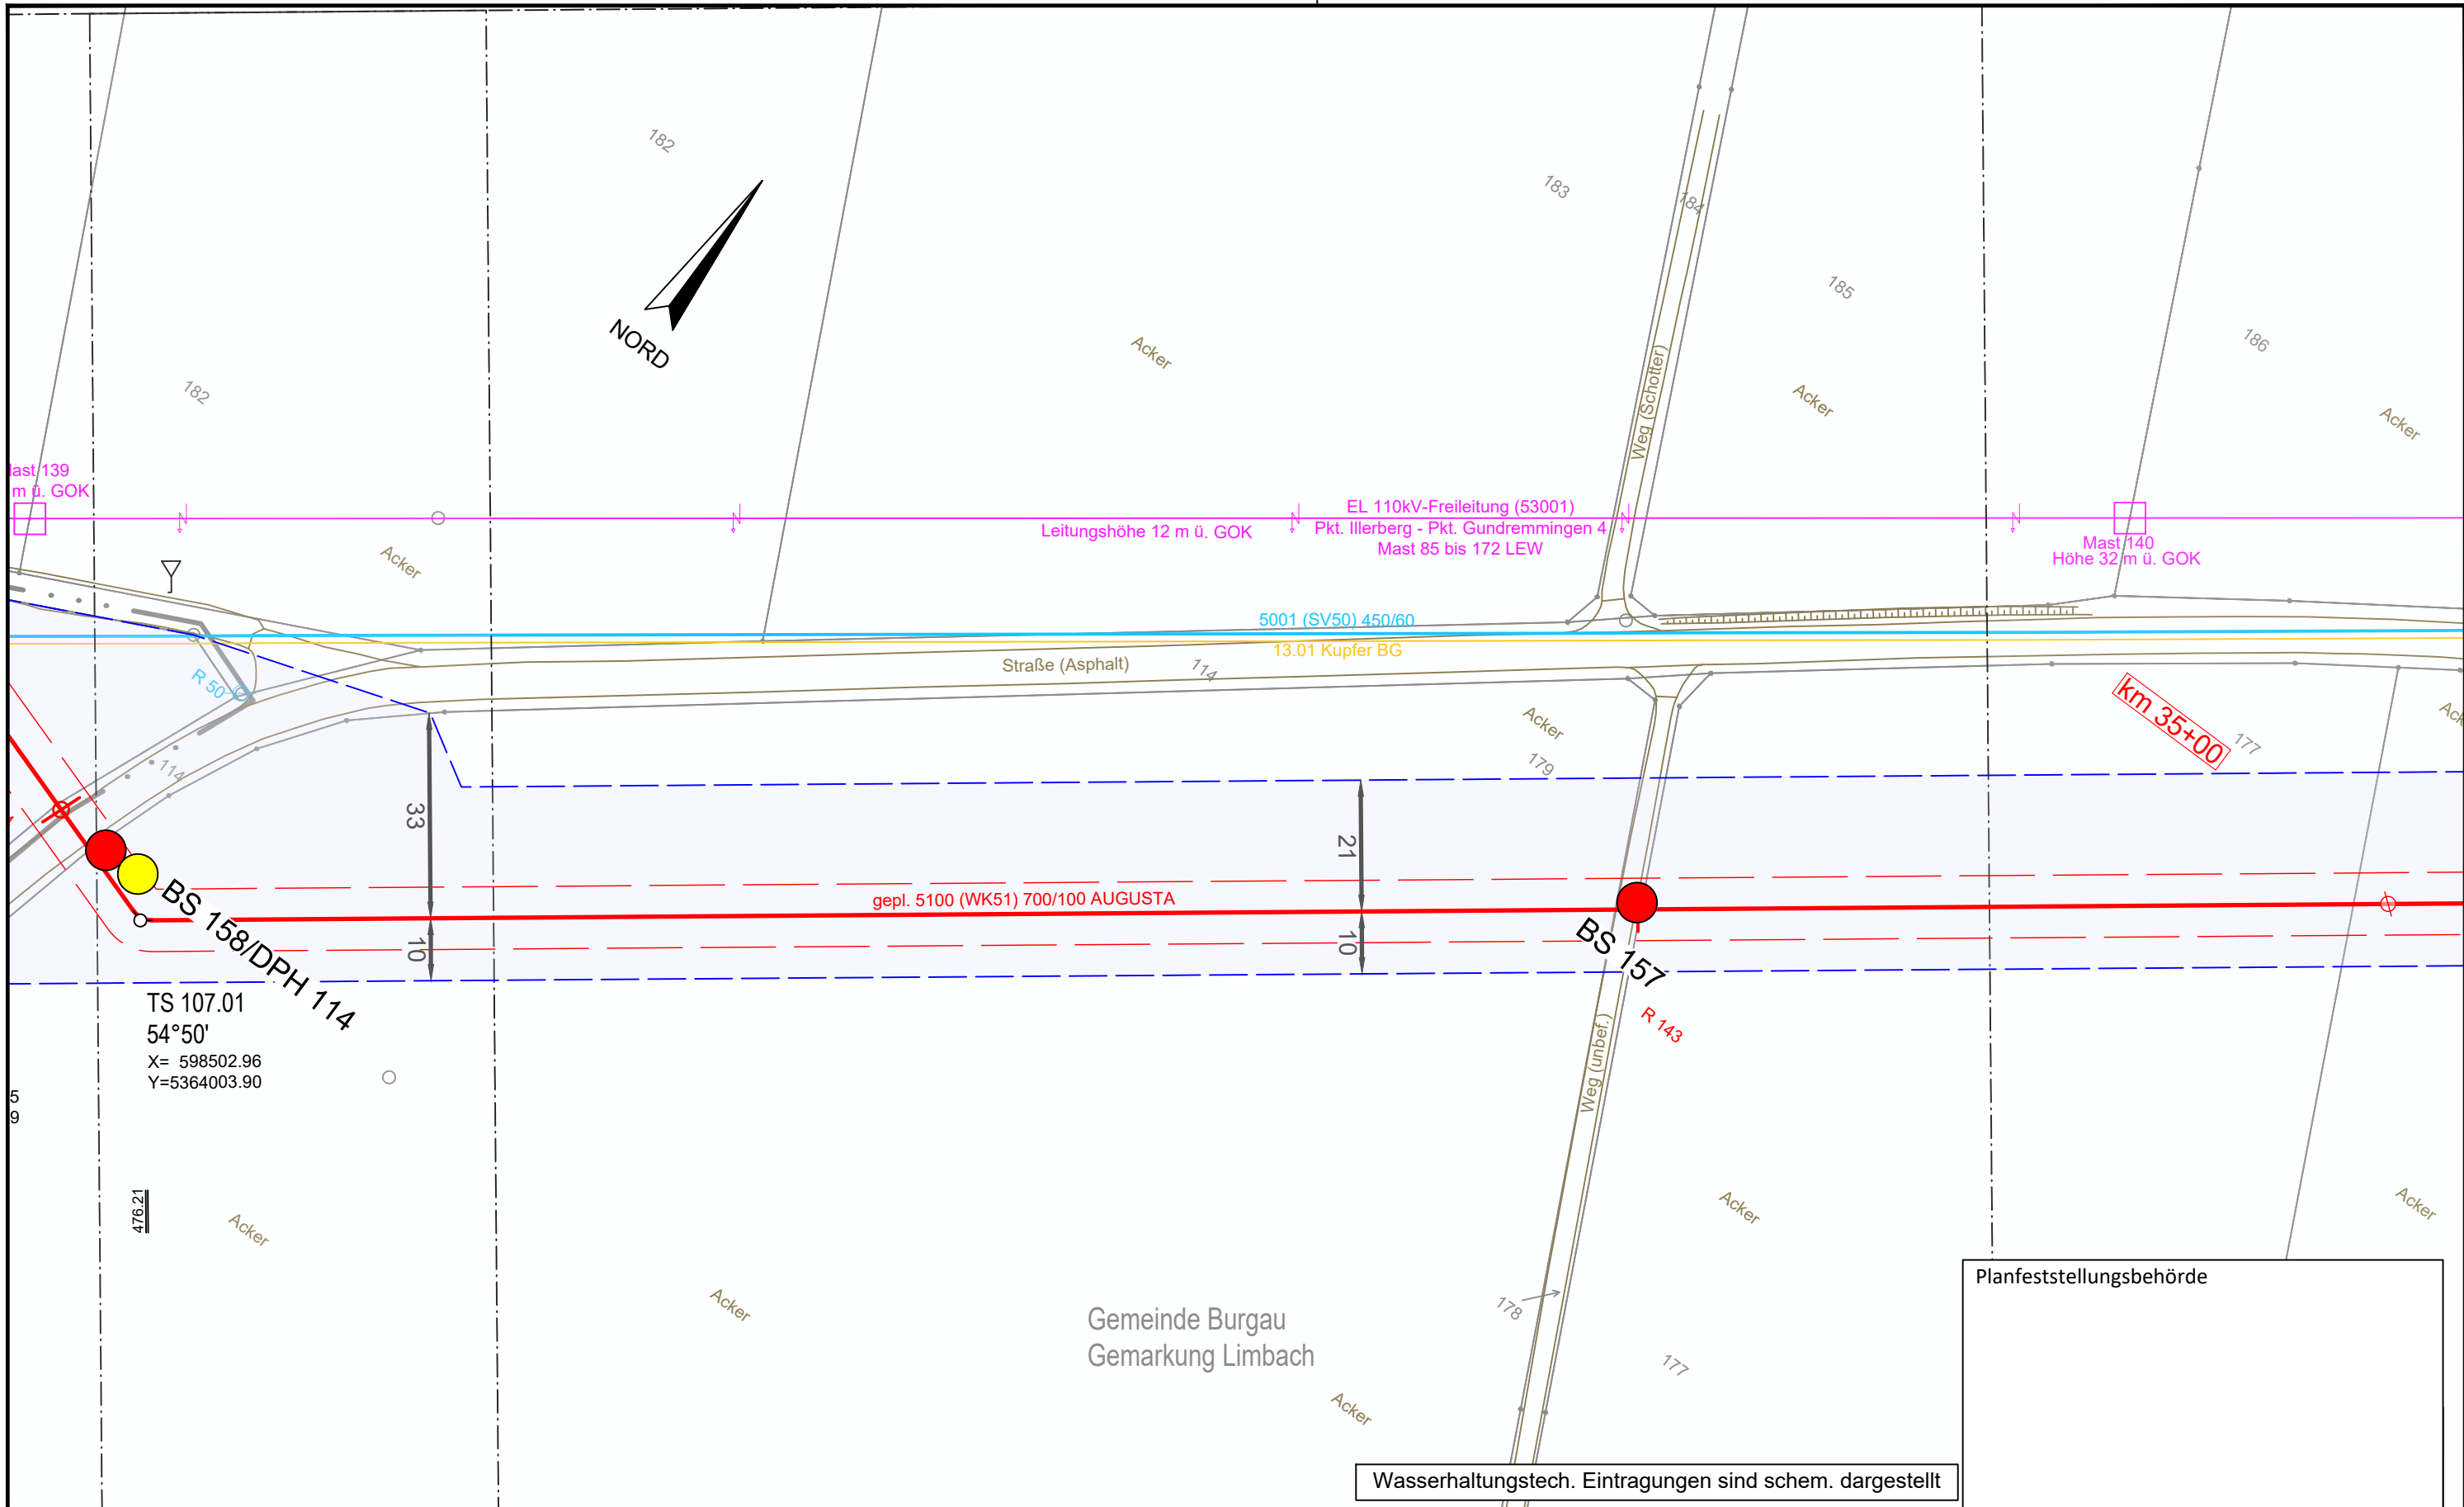 182
183
184
185
186
182
NORD
Acker
Acker
Acker
Weg (Schotter)
last 139
m ü. GOK
Leitungshöhe 12 m ü. GOK
EL 110kV-Freileitung (53001)
Pkt. Illerberg - Pkt. Gundremmingen 4
Mast 85 bis 172 LEW
Mast 140
Höhe 32 m ü. GOK
Acker
5001 (SV50) 450/60
13.01 Kupfer BG
Straße (Asphalt)
114
R 50
114
Acker
179
km 35+00
177
Ack
33
21
10
10
gepl. 5100 (WK51) 700/100 AUGUSTA
BS 158/DPH 114
BS 157
R 143
TS 107.01
54°50'
X= 598502.96
Y=5364003.90
5
9
Weg (unbef.)
476.21
Acker
Acker
Acker
Acker
Acker
178
177
Gemeinde Burgau
Gemarkung Limbach
Planfeststellungsbehörde
Wasserhaltungstech. Eintragungen sind schem. dargestellt